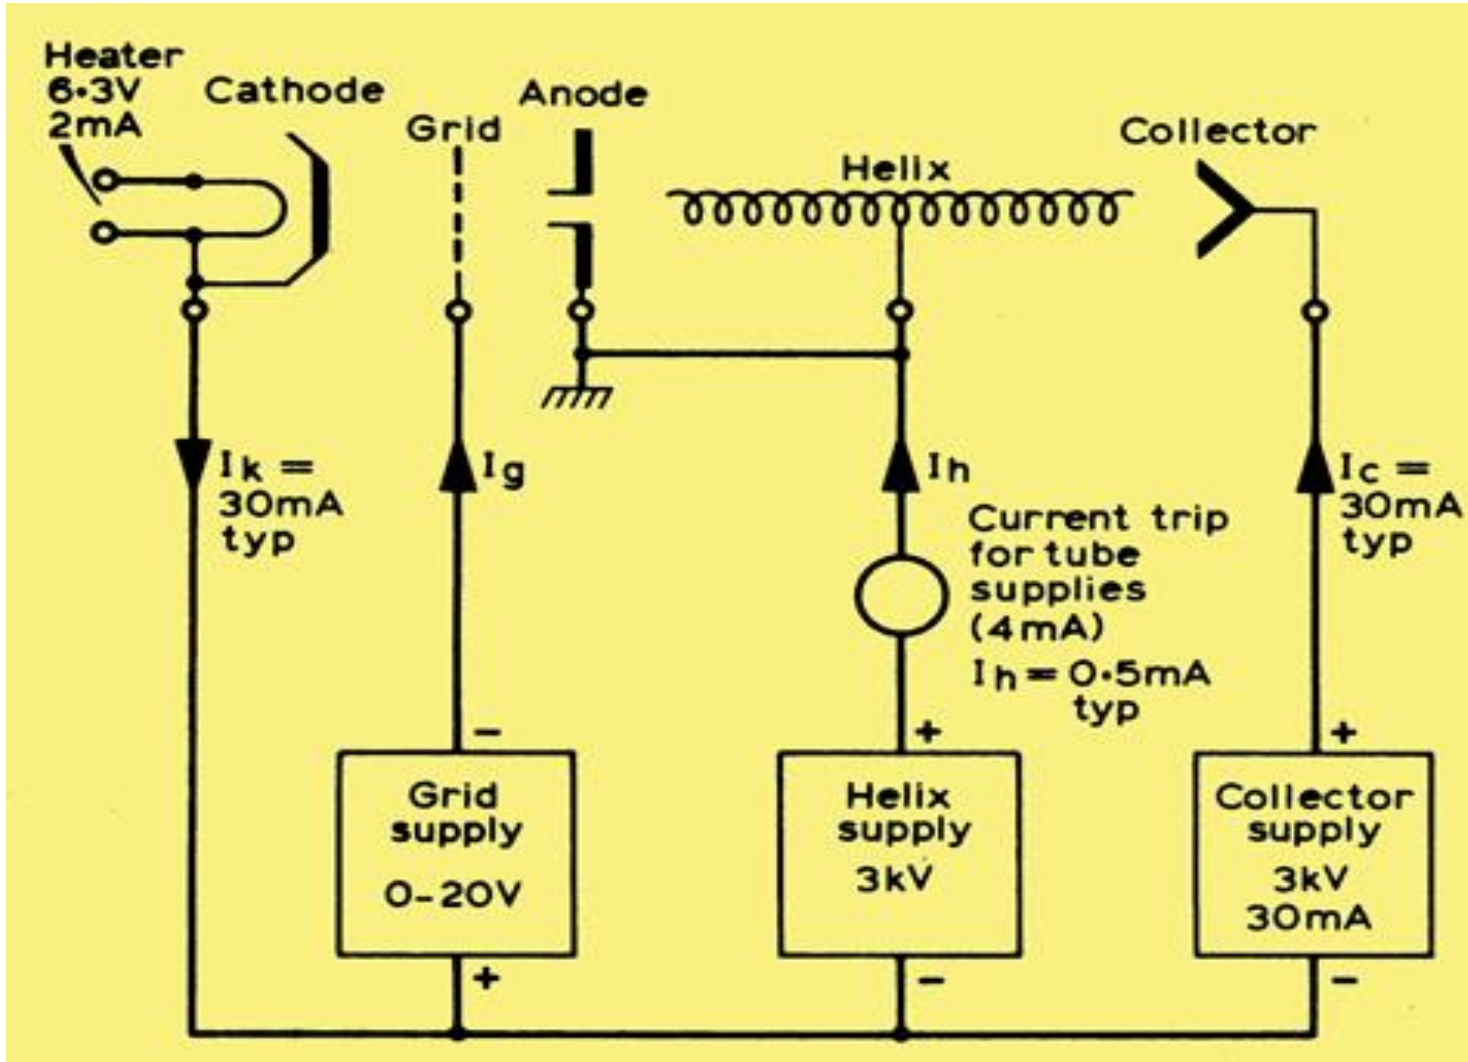 Heater
6·3V
2mA
Cathode
Grid
Anode
Helix
Collector
Ik =
30mA
typ
Ig
Ih
Current trip
for tube
supplies
(4mA)
Ih = 0·5mA
typ
Ic =
30mA
typ
−
Grid
supply
0-20V
+
+
Helix
supply
3kV
−
+
Collector
supply
3kV
30mA
−